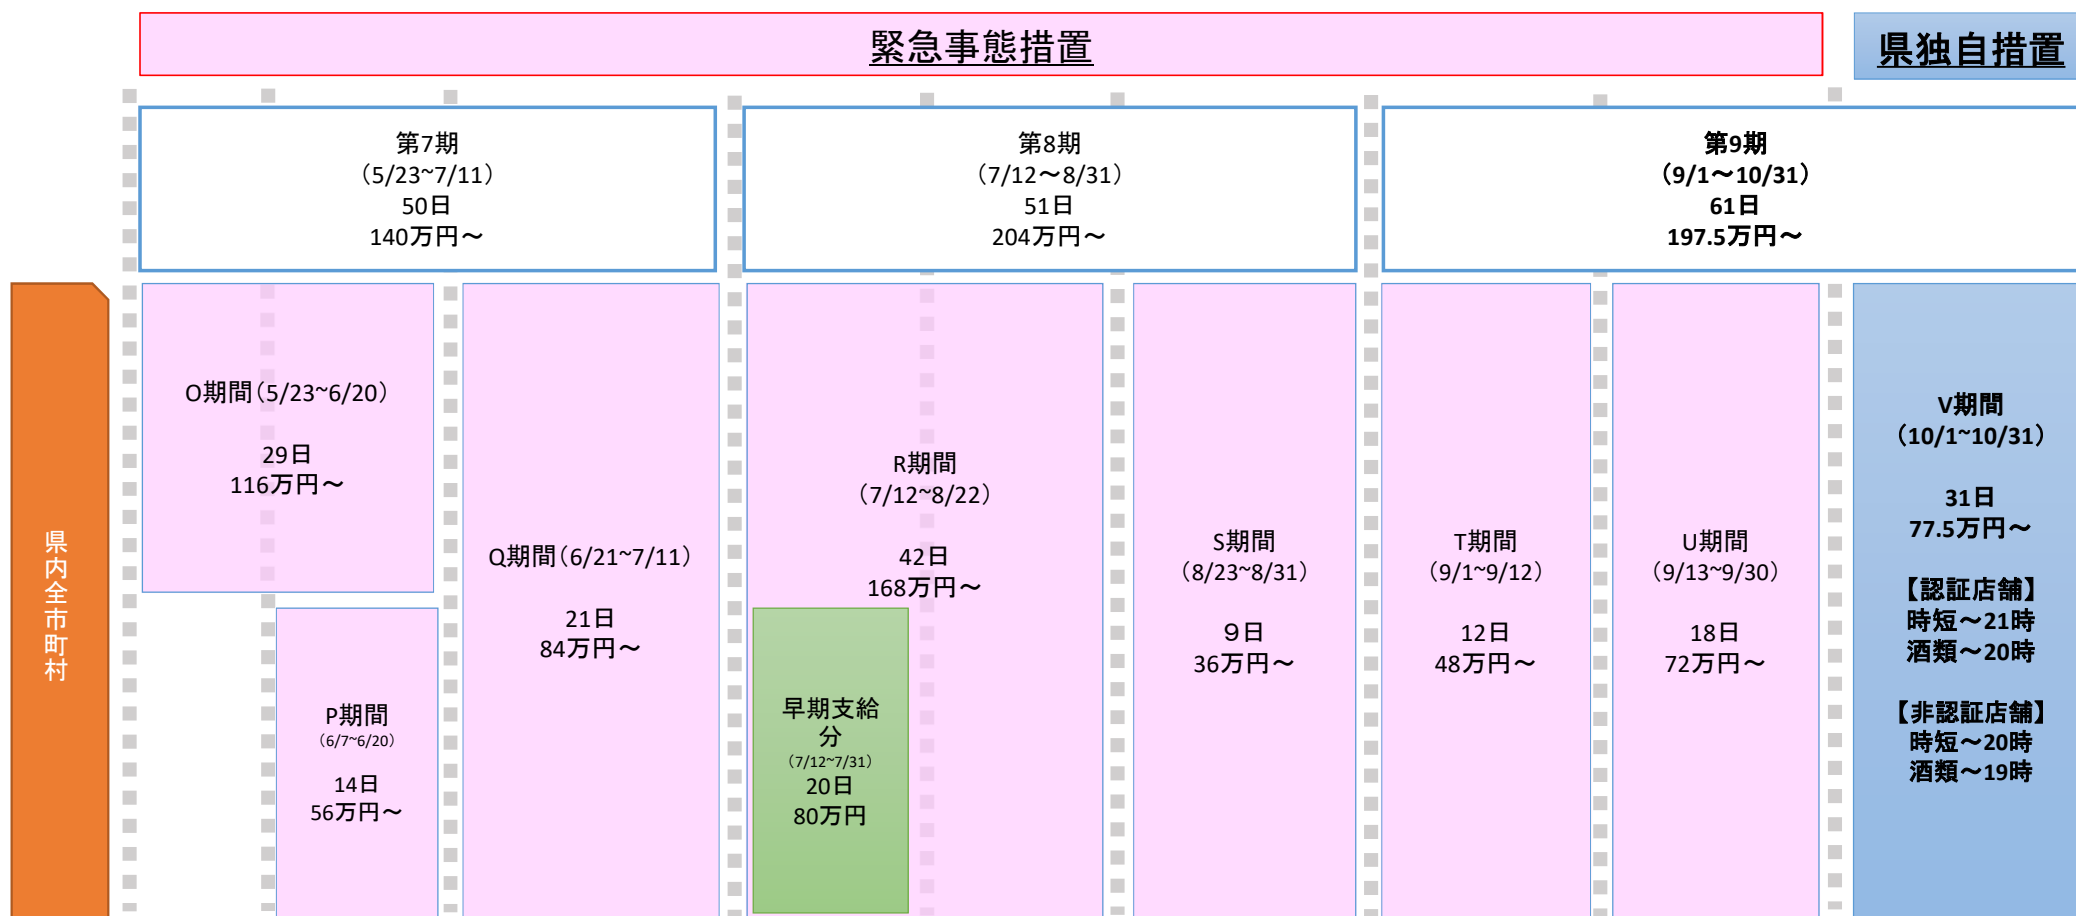 緊急事態措置
県独自措置
第7期
（5/23~7/11）
50日
140万円～
第8期
（7/12～8/31）
51日
204万円～
第9期
（9/1～10/31）
61日
197.5万円～
県内全市町村
O期間（5/23~6/20）
29日
116万円～
P期間
（6/7~6/20）
14日
56万円～
Q期間（6/21~7/11）
21日
84万円～
R期間
（7/12~8/22）
42日
168万円～
早期支給
分
（7/12~7/31）
20日
80万円
S期間
（8/23~8/31）
９日
36万円～
T期間
（9/1~9/12）
12日
48万円～
U期間
（9/13~9/30）
18日
72万円～
V期間
（10/1~10/31）
31日
77.5万円～
【認証店舗】
時短～21時
酒類～20時
【非認証店舗】
時短～20時
酒類～19時